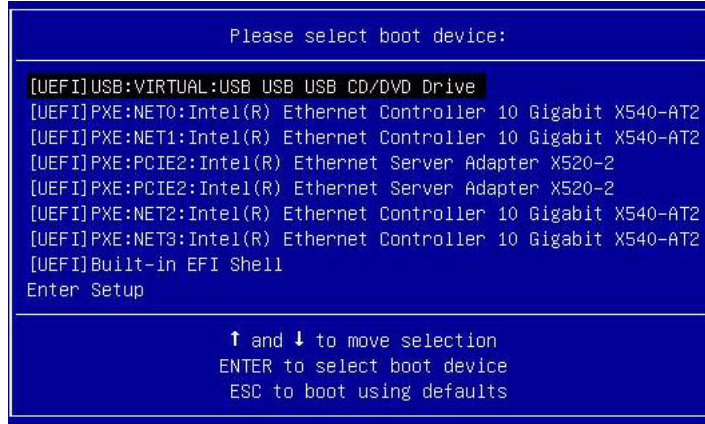 Please select boot device:
[UEFI]USB:VIRTUAL:USB USB USB CD/DVD Drive
[UEFI]PXE:NET0:Intel(R) Ethernet Controller 10 Gigabit X540-AT2
[UEFI]PXE:NET1:Intel(R) Ethernet Controller 10 Gigabit X540-AT2
[UEFI]PXE:PCIE2:Intel(R) Ethernet Server Adapter X520-2
[UEFI]PXE:PCIE2:Intel(R) Ethernet Server Adapter X520-2
[UEFI]PXE:NET2:Intel(R) Ethernet Controller 10 Gigabit X540-AT2
[UEFI]PXE:NET3:Intel(R) Ethernet Controller 10 Gigabit X540-AT2
[UEFI]Built-in EFI Shell
Enter Setup
↑ and ↓ to move selection
ENTER to select boot device
ESC to boot using defaults